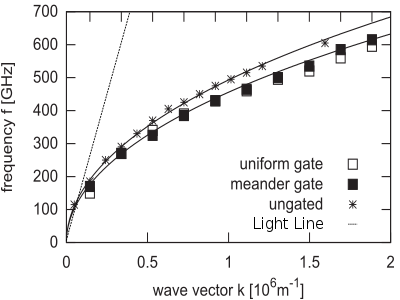 700
600
500
400
300
200
100
0
frequency f [GHz]
uniform gate
meander gate
ungated
Light Line
0 0.5 1 1.5 2
wave vector k [10⁶m⁻¹]